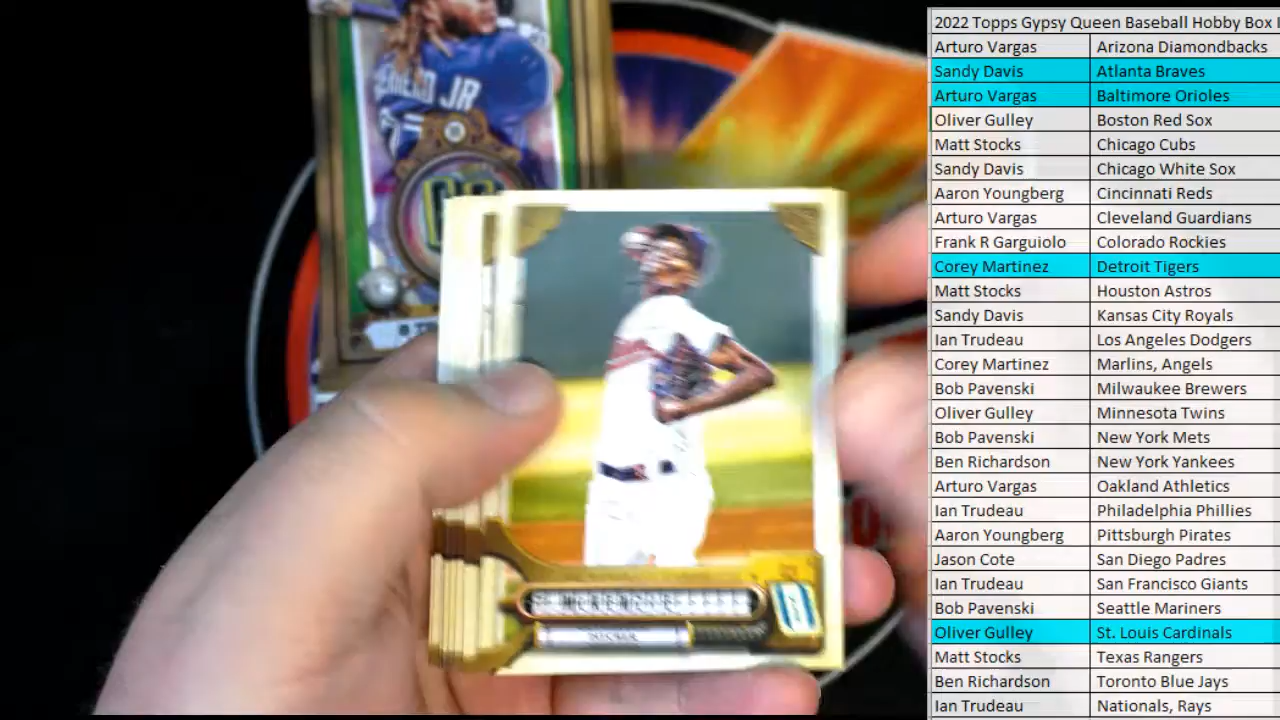 ERRERO JR
MCKENZIE
2022 Topps Gypsy Queen Baseball Hobby Box
Arturo Vargas Arizona Diamondbacks
Sandy Davis Atlanta Braves
Arturo Vargas Baltimore Orioles
Oliver Gulley Boston Red Sox
Matt Stocks Chicago Cubs
Sandy Davis Chicago White Sox
Aaron Youngberg Cincinnati Reds
Arturo Vargas Cleveland Guardians
Frank R Garguiolo Colorado Rockies
Corey Martinez Detroit Tigers
Matt Stocks Houston Astros
Sandy Davis Kansas City Royals
Ian Trudeau Los Angeles Dodgers
Corey Martinez Marlins, Angels
Bob Pavenski Milwaukee Brewers
Oliver Gulley Minnesota Twins
Bob Pavenski New York Mets
Ben Richardson New York Yankees
Arturo Vargas Oakland Athletics
Ian Trudeau Philadelphia Phillies
Aaron Youngberg Pittsburgh Pirates
Jason Cote San Diego Padres
Ian Trudeau San Francisco Giants
Bob Pavenski Seattle Mariners
Oliver Gulley St. Louis Cardinals
Matt Stocks Texas Rangers
Ben Richardson Toronto Blue Jays
Ian Trudeau Nationals, Rays